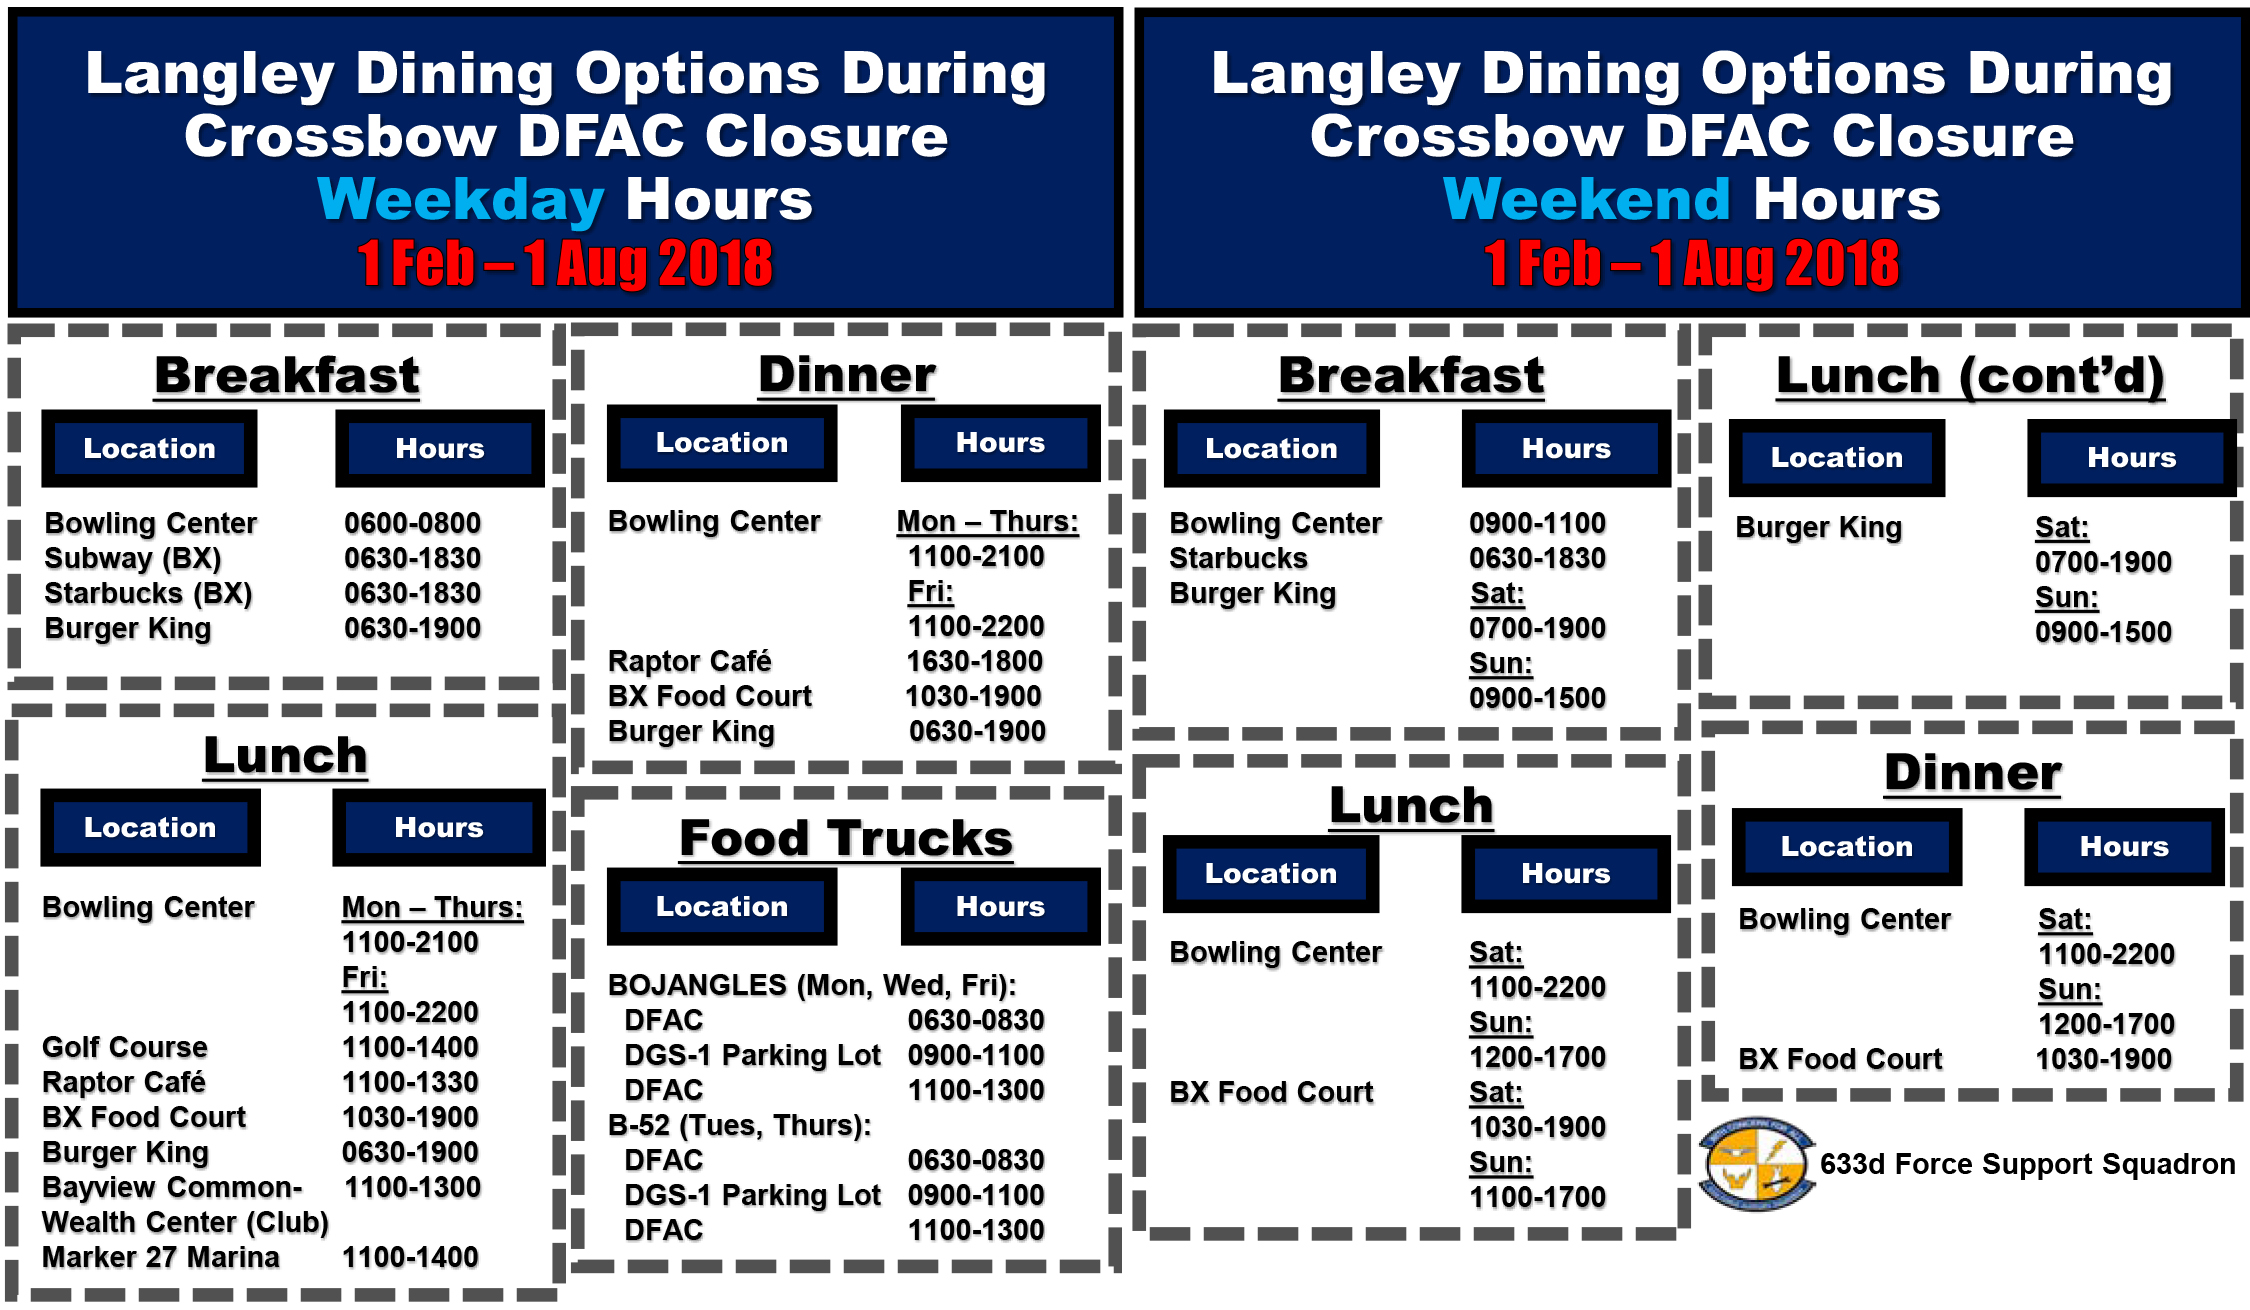 Langley Dining Options During
Crossbow DFAC Closure
Weekday Hours
1 Feb – 1 Aug 2018
Breakfast
Location Hours
Bowling Center 0600-0800
Subway (BX) 0630-1830
Starbucks (BX) 0630-1830
Burger King 0630-1900
Lunch
Location Hours
Bowling Center Mon – Thurs:
1100-2100
Fri:
1100-2200
Golf Course 1100-1400
Raptor Café 1100-1330
BX Food Court 1030-1900
Burger King 0630-1900
Bayview Common- 1100-1300
Wealth Center (Club)
Marker 27 Marina 1100-1400
Dinner
Location Hours
Bowling Center Mon – Thurs:
1100-2100
Fri:
1100-2200
Raptor Café 1630-1800
BX Food Court 1030-1900
Burger King 0630-1900
Food Trucks
Location Hours
BOJANGLES (Mon, Wed, Fri):
DFAC 0630-0830
DGS-1 Parking Lot 0900-1100
DFAC 1100-1300
B-52 (Tues, Thurs):
DFAC 0630-0830
DGS-1 Parking Lot 0900-1100
DFAC 1100-1300
Langley Dining Options During
Crossbow DFAC Closure
Weekend Hours
1 Feb – 1 Aug 2018
Breakfast
Location Hours
Bowling Center 0900-1100
Starbucks 0630-1830
Burger King Sat:
0700-1900
Sun:
0900-1500
Lunch
Location Hours
Bowling Center Sat:
1100-2200
Sun:
1200-1700
BX Food Court Sat:
1030-1900
Sun:
1100-1700
Lunch (cont’d)
Location Hours
Burger King Sat:
0700-1900
Sun:
0900-1500
Dinner
Location Hours
Bowling Center Sat:
1100-2200
Sun:
1200-1700
BX Food Court 1030-1900
633d Force Support Squadron